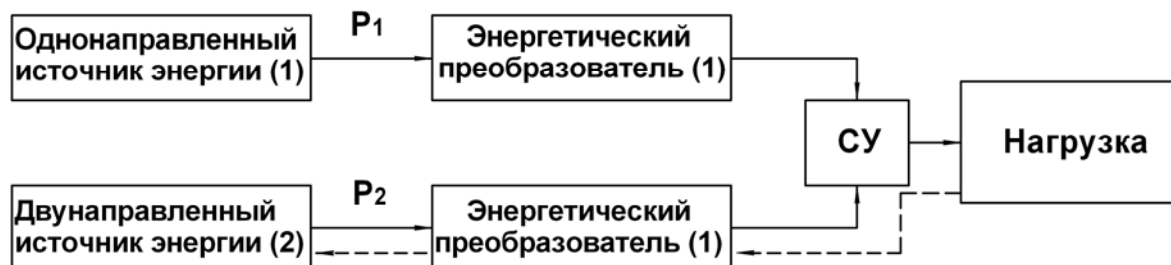 P1
Однонаправленный
источник энергии (1)
Энергетический
преобразователь (1)
СУ
Нагрузка
P2
Двунаправленный
источник энергии (2)
Энергетический
преобразователь (1)